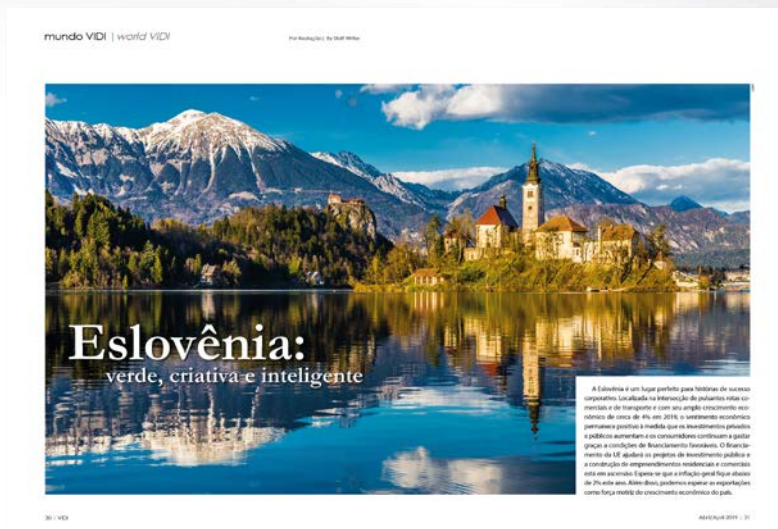 mundo VIDI | world VIDI
Por Redação | By Staff Writer
Eslovênia:
verde, criativa e inteligente
A Eslovênia é um lugar perfeito para histórias de sucesso
corporativo. Localizada na intersecção de pulsantes rotas co-
merciais e de transporte e com seu amplo crescimento eco-
nômico de cerca de 4% em 2019, o sentimento econômico
permanece positivo à medida que os investimentos privados
e públicos aumentam e os consumidores continuam a gastar
graças a condições de financiamento favoráveis. O financia-
mento da UE ajudará os projetos de investimento público e
a construção de empreendimentos residenciais e comerciais
está em ascensão. Espera-se que a inflação geral fique abaixo
de 2% este ano. Além disso, podemos esperar as exportações
como força motriz do crescimento econômico do país.
30 | VIDI
Abril/April 2019 | 31